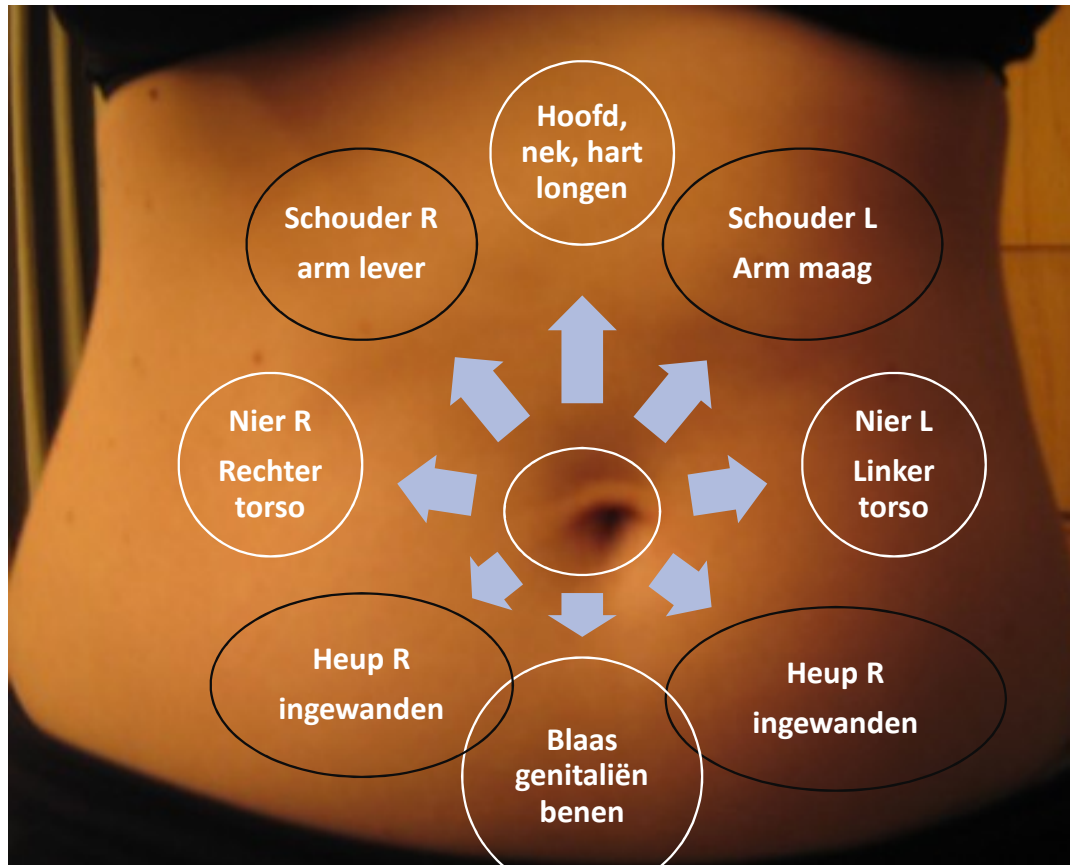 Hoofd,
nek, hart
longen
Schouder R
arm lever
Schouder L
Arm maag
Nier R
Rechter
torso
Nier L
Linker
torso
Heup R
ingewanden
Heup R
ingewanden
Blaas
genitaliën
benen